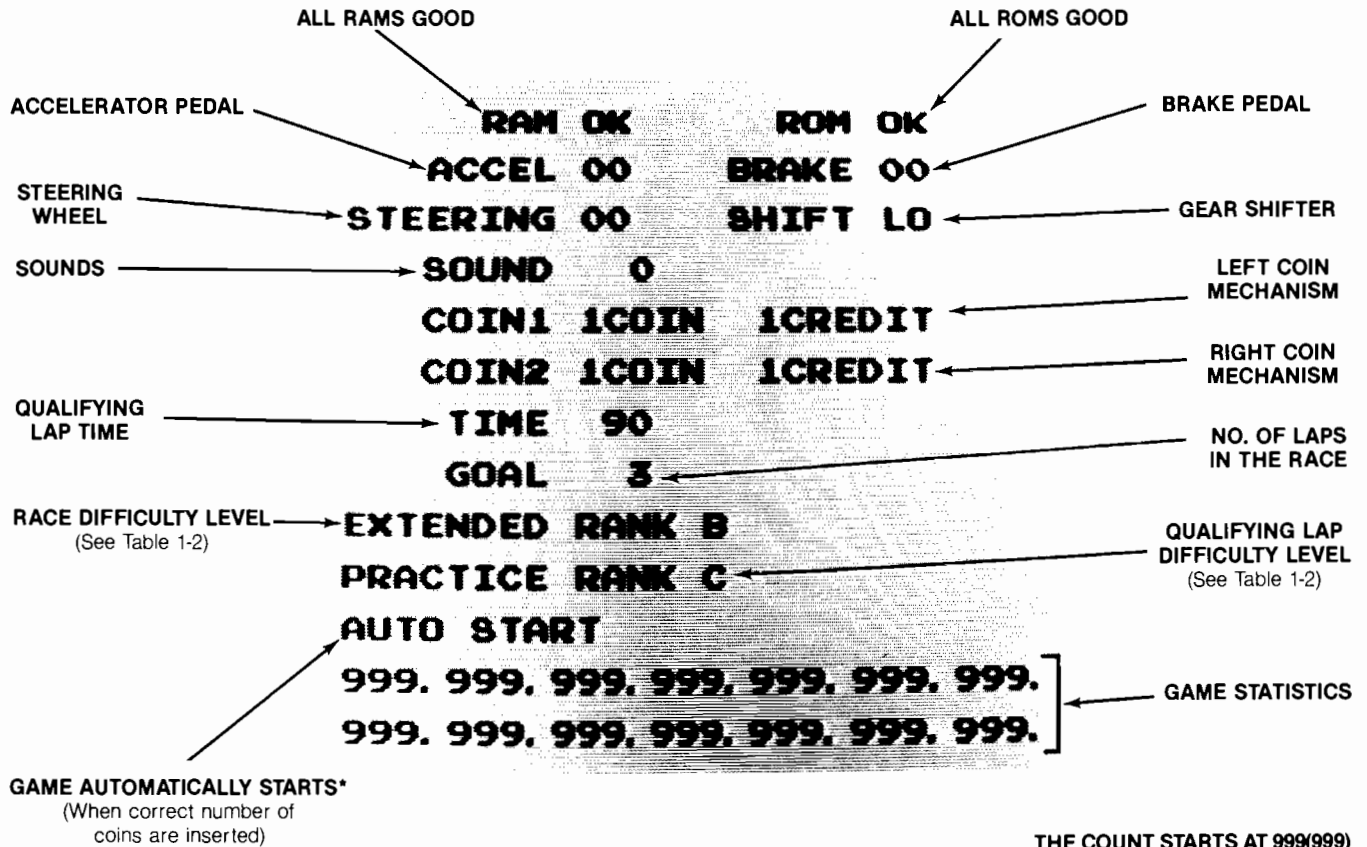 ALL RAMS GOOD
ALL ROMS GOOD
ACCELERATOR PEDAL
BRAKE PEDAL
RAM OK ROM OK
ACCEL 00 BRAKE 00
STEERING
WHEEL
STEERING 00 SHIFT LO
GEAR SHIFTER
SOUNDS
SOUND 0
LEFT COIN
MECHANISM
COIN1 1COIN 1CREDIT
COIN2 1COIN 1CREDIT
RIGHT COIN
MECHANISM
QUALIFYING
LAP TIME
TIME 90
NO. OF LAPS
IN THE RACE
GOAL 3
RACE DIFFICULTY LEVEL
(See Table 1-2)
EXTENDED RANK B
QUALIFYING LAP
DIFFICULTY LEVEL
(See Table 1-2)
PRACTICE RANK C
AUTO START
999. 999. 999. 999. 999. 999. 999.
999. 999. 999. 999. 999. 999. 999.
GAME STATISTICS
GAME AUTOMATICALLY STARTS*
(When correct number of
coins are inserted)
THE COUNT STARTS AT 999(999)